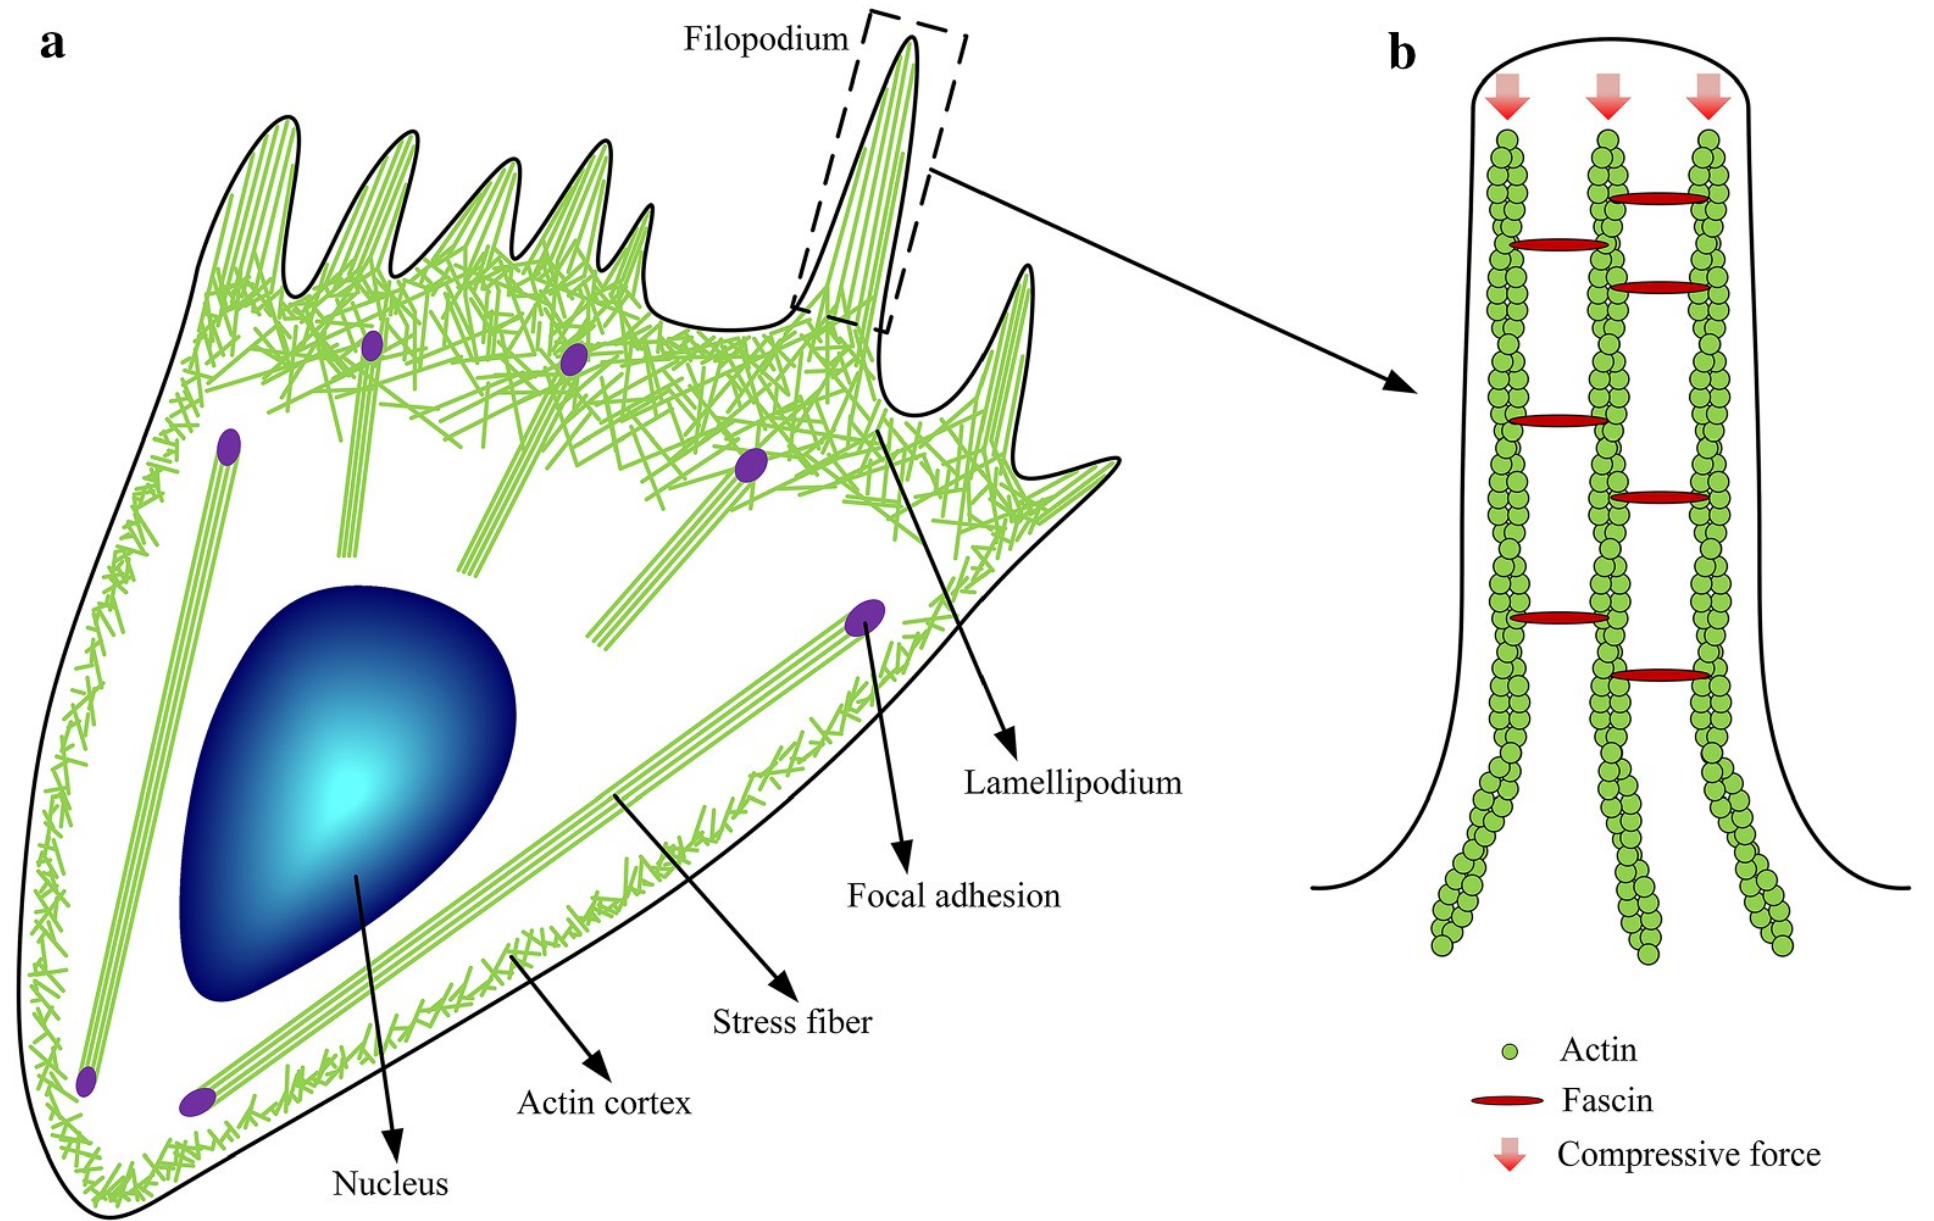 a
Filopodium
Lamellipodium
Focal adhesion
Stress fiber
Actin cortex
Nucleus
b
Actin
Fascin
Compressive force